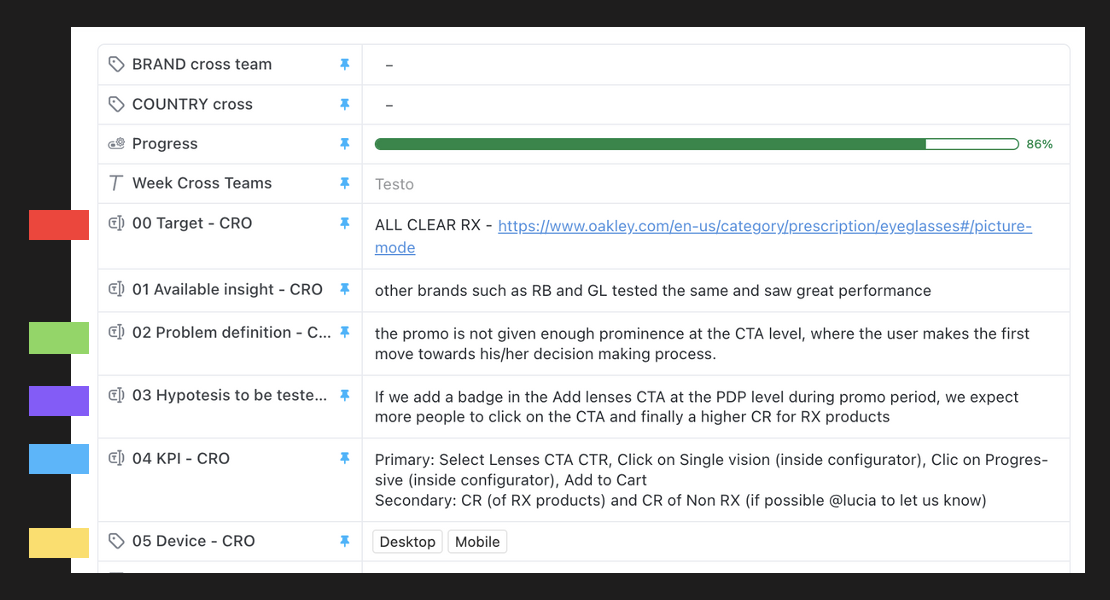 BRAND cross team
–
COUNTRY cross
–
Progress
86%
Week Cross Teams
Testo
00 Target - CRO
ALL CLEAR RX - https://www.oakley.com/en-us/category/prescription/eyeglasses#/picture-
mode
01 Available insight - CRO
other brands such as RB and GL tested the same and saw great performance
02 Problem definition - C...
the promo is not given enough prominence at the CTA level, where the user makes the first
move towards his/her decision making process.
03 Hypotesis to be teste...
If we add a badge in the Add lenses CTA at the PDP level during promo period, we expect
more people to click on the CTA and finally a higher CR for RX products
04 KPI - CRO
Primary: Select Lenses CTA CTR, Click on Single vision (inside configurator), Clic on Progres-
sive (inside configurator), Add to Cart
Secondary: CR (of RX products) and CR of Non RX (if possible @lucia to let us know)
05 Device - CRO
Desktop Mobile